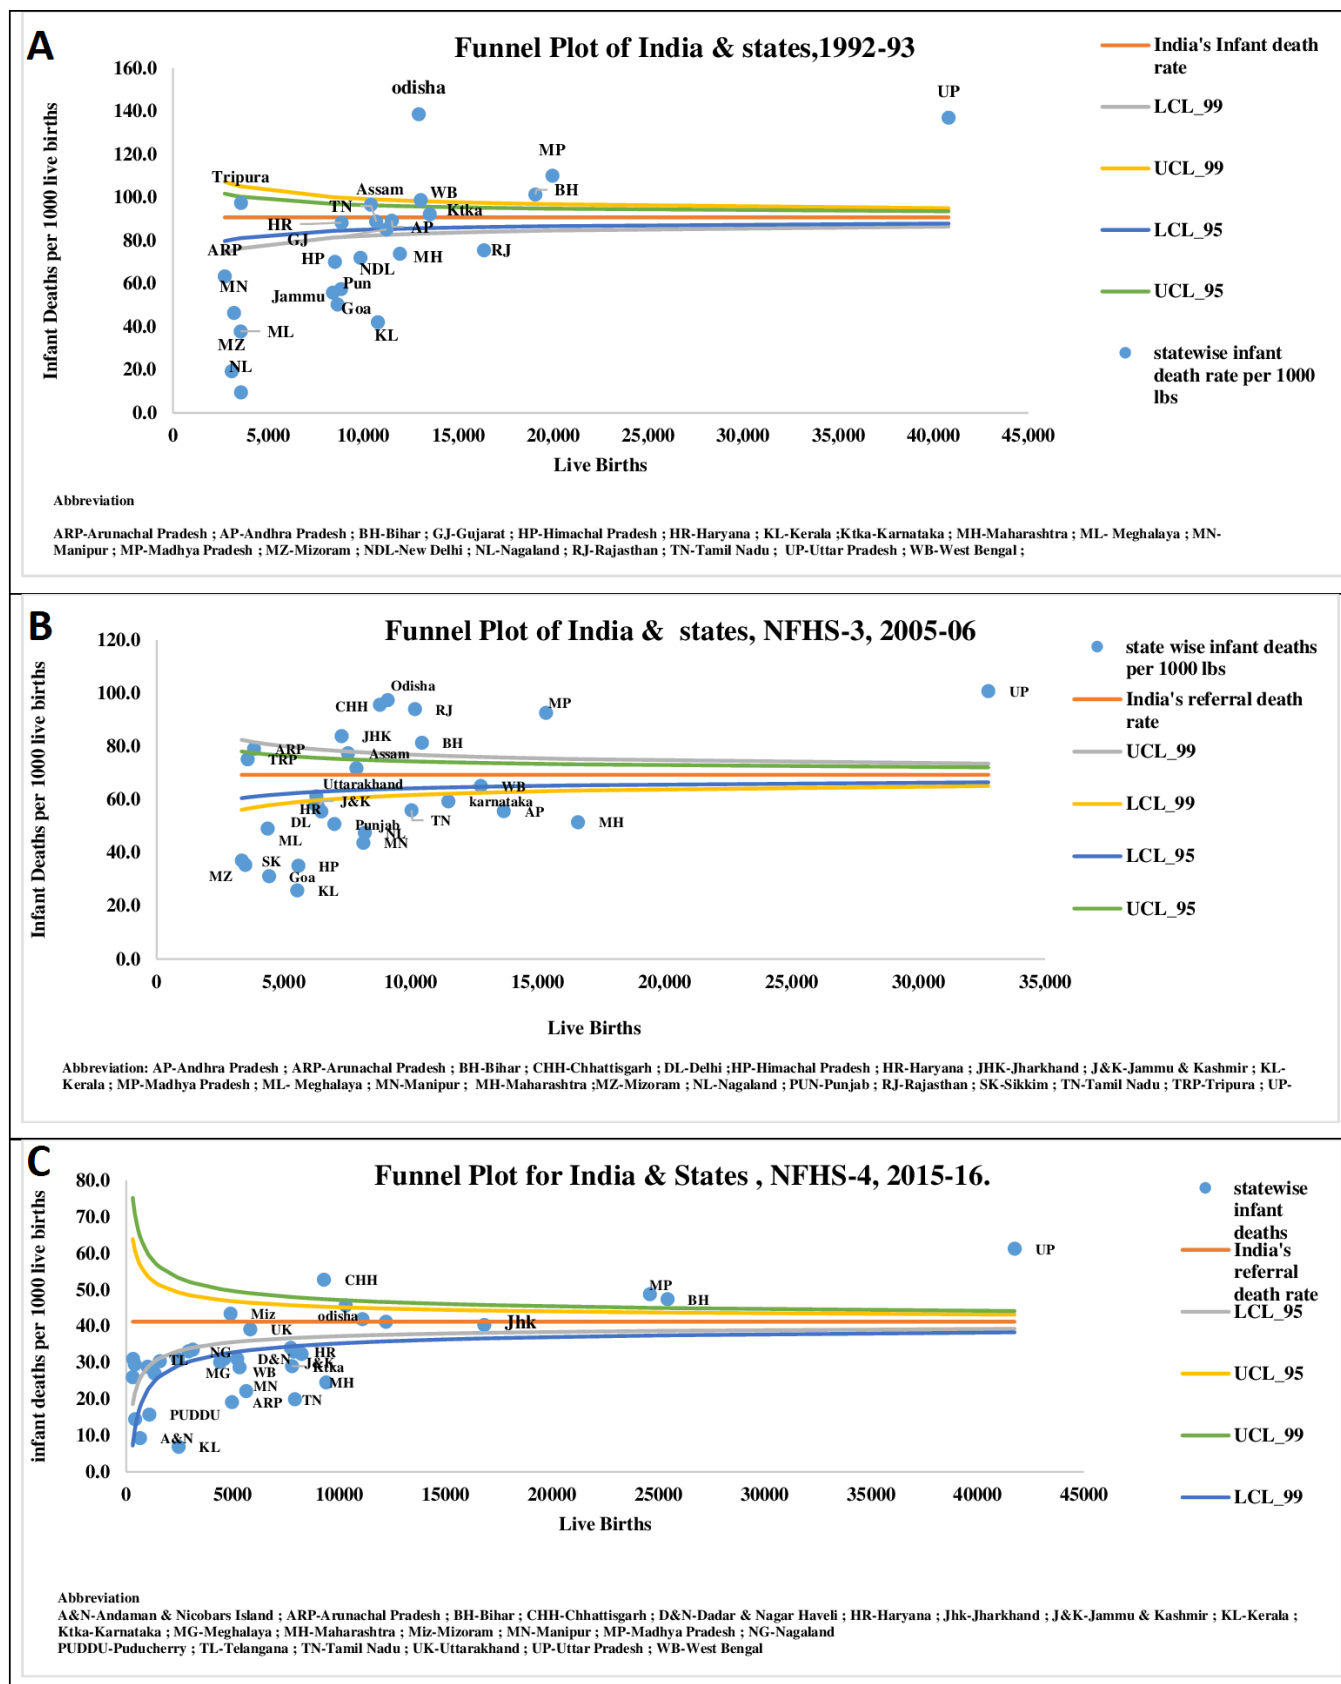 A
Funnel Plot of India & states,1992-93
Infant Deaths per 1000 live births
160.0
140.0
120.0
100.0
80.0
60.0
40.0
20.0
0.0
odisha
UP
MP
BH
Tripura
Assam
WB
TN
Ktka
HR
GJ
AP
ARP
HP
NDL
MH
RJ
MN
Pun
Jammu
Goa
ML
KL
MZ
NL
0
5,000
10,000
15,000
20,000
25,000
30,000
35,000
40,000
45,000
Live Births
India's Infant death
rate
LCL_99
UCL_99
LCL_95
UCL_95
statewise infant
death rate per 1000
lbs
Abbreviation
ARP-Arunachal Pradesh ; AP-Andhra Pradesh ; BH-Bihar ; GJ-Gujarat ; HP-Himachal Pradesh ; HR-Haryana ; KL-Kerala ;Ktka-Karnataka ; MH-Maharashtra ; ML- Meghalaya ; MN-
Manipur ; MP-Madhya Pradesh ; MZ-Mizoram ; NDL-New Delhi ; NL-Nagaland ; RJ-Rajasthan ; TN-Tamil Nadu ;  UP-Uttar Pradesh ; WB-West Bengal ;
B
Funnel Plot of India &  states, NFHS-3, 2005-06
Infant Deaths per 1000 live births
120.0
100.0
80.0
60.0
40.0
20.0
0.0
Odisha
CHH
RJ
MP
UP
JHK
BH
ARP
Assam
TRP
Uttarakhand
WB
J&K
HR
karnataka
DL
Punjab
TN
AP
MH
NL
ML
MN
SK
HP
MZ
Goa
KL
0
5,000
10,000
15,000
20,000
25,000
30,000
35,000
Live Births
state wise infant deaths
per 1000 lbs
India's referral death
rate
UCL_99
LCL_99
LCL_95
UCL_95
Abbreviation: AP-Andhra Pradesh ; ARP-Arunachal Pradesh ; BH-Bihar ; CHH-Chhattisgarh ; DL-Delhi ;HP-Himachal Pradesh ; HR-Haryana ; JHK-Jharkhand ; J&K-Jammu & Kashmir ; KL-
Kerala ; MP-Madhya Pradesh ; ML- Meghalaya ; MN-Manipur ;  MH-Maharashtra ;MZ-Mizoram ; NL-Nagaland ; PUN-Punjab ; RJ-Rajasthan ; SK-Sikkim ; TN-Tamil Nadu ; TRP-Tripura ; UP-
C
Funnel Plot for India & States , NFHS-4, 2015-16.
infant deaths per 1000 live births
80.0
70.0
60.0
50.0
40.0
30.0
20.0
10.0
0.0
UP
CHH
MP
BH
Miz
odisha
Jhk
UK
NG
HR
TL
D&N
J&K
MG
WB
Ktka
MN
MH
ARP
TN
PUDDU
A&N
KL
0
5000
10000
15000
20000
25000
30000
35000
40000
45000
Live Births
statewise
infant
deaths
India's
referral
death rate
LCL_95
UCL_95
UCL_99
LCL_99
Abbreviation
A&N-Andaman & Nicobars Island ; ARP-Arunachal Pradesh ; BH-Bihar ; CHH-Chhattisgarh ; D&N-Dadar & Nagar Haveli ; HR-Haryana ; Jhk-Jharkhand ; J&K-Jammu & Kashmir ; KL-Kerala ;
Ktka-Karnataka ; MG-Meghalaya ; MH-Maharashtra ; Miz-Mizoram ; MN-Manipur ; MP-Madhya Pradesh ; NG-Nagaland
PUDDU-Puducherry ; TL-Telangana ; TN-Tamil Nadu ; UK-Uttarakhand ; UP-Uttar Pradesh ; WB-West Bengal